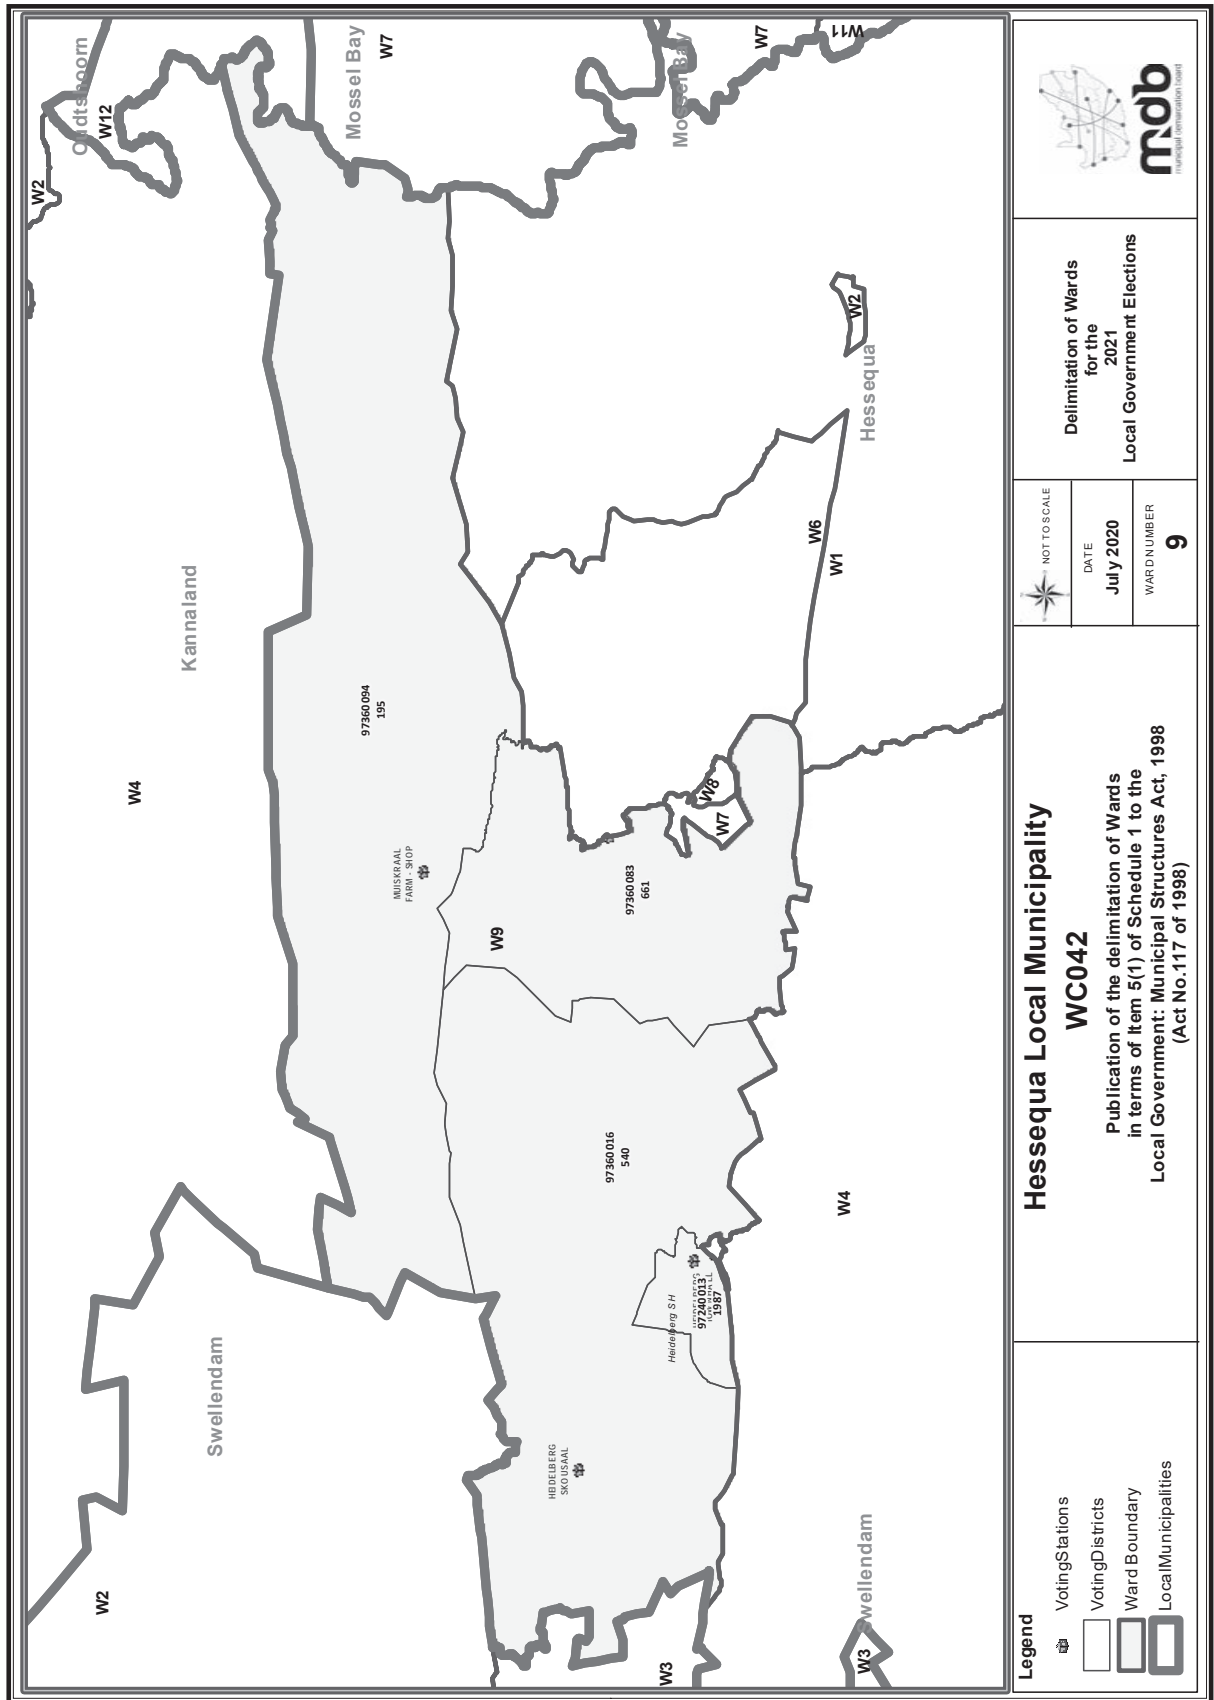 Oudtshoorn
W12
W2
Mossel Bay
W7
Mossel Bay
W7
W11
Kannaland
W4
W2
Hessequa
W6
W1
97360094
195
MUISKRAAL
FARM - SHOP
W8
W7
97360083
661
W9
97360016
540
W4
Heidelberg SH
97240013
1987
HEIDELBERG
SKOUSAAL
Swellendam
W2
W3
Swellendam
W3
Legend
VotingStations
VotingDistricts
Ward Boundary
LocalMunicipalities
Hessequa Local Municipality
WC042
Publication of the delimitation of Wards
in terms of Item 5(1) of Schedule 1 to the
Local Government: Municipal Structures Act, 1998
(Act No.117 of 1998)
NOT TO SCALE
DATE
July 2020
WARD NUMBER
9
Delimitation of Wards
for the
2021
Local Government Elections
mdb
municipal demarcation board